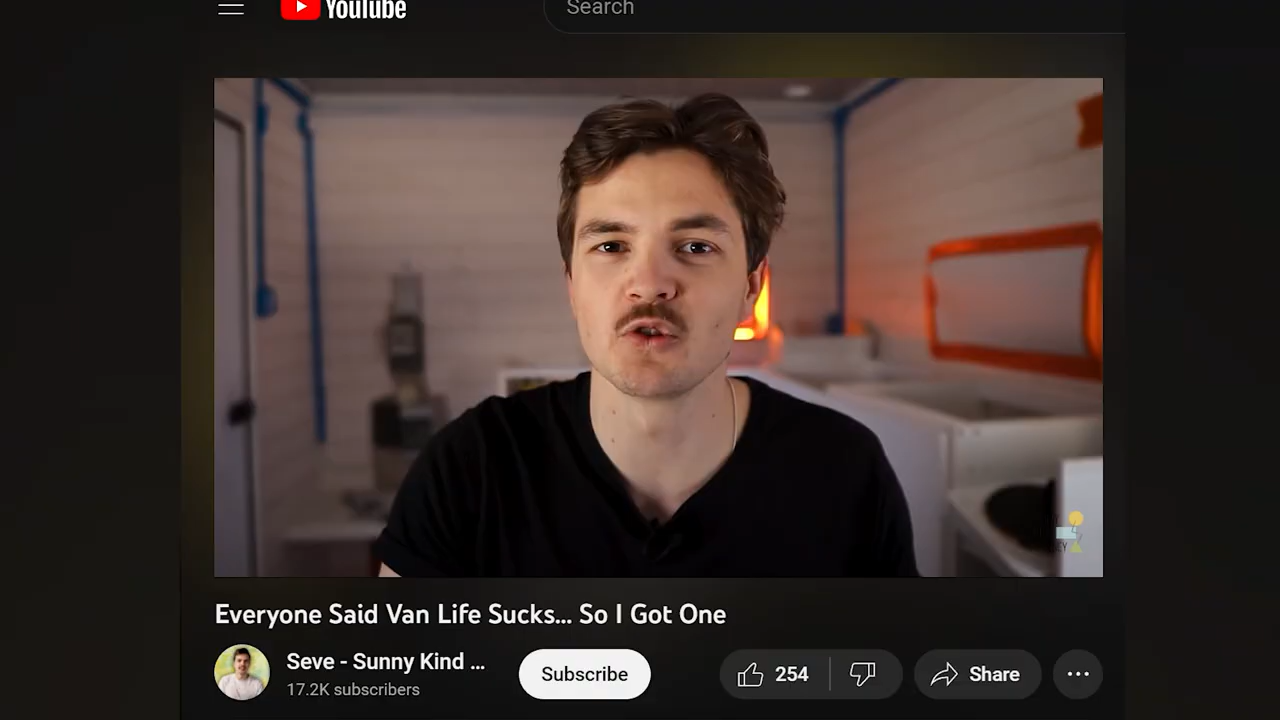 YouTube
Search
Everyone Said Van Life Sucks... So I Got One
Seve - Sunny Kind ...
17.2K subscribers
Subscribe
254
Share